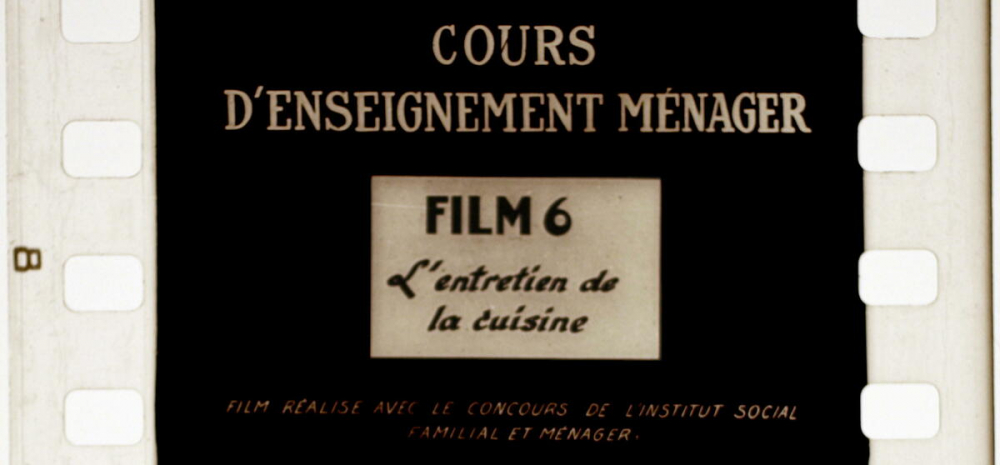 COURS
D'ENSEIGNEMENT MÉNAGER
FILM 6
L'entretien de
la cuisine
FILM RÉALISÉ AVEC LE CONCOURS DE L'INSTITUT SOCIAL
FAMILIAL ET MÉNAGER.
B